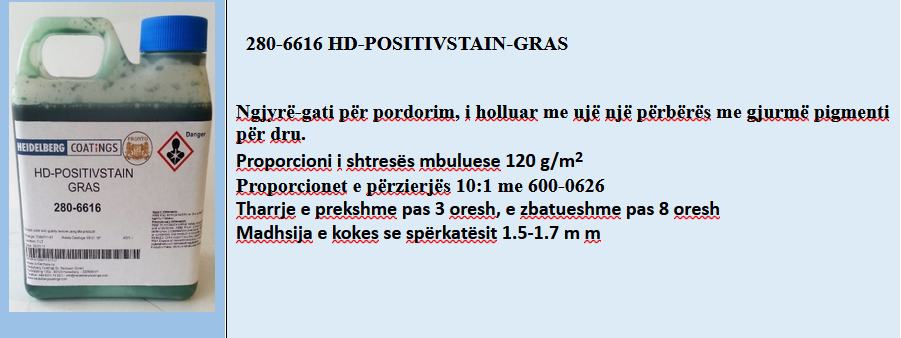 280-6616 HD-POSITIVSTAIN-GRAS
Ngjyrë gati për pordorim, i holluar me ujë një përbërës me gjurmë pigmenti
për dru.
Proporcioni i shtresës mbuluese 120 g/m²
Proporcionet e përzierjës 10:1 me 600-0626
Tharrje e prekshme pas 3 oresh, e zbatueshme pas 8 oresh
Madhsija e kokes se spërkatësit 1.5-1.7 m m
Danger
HEIDELBERG COATINGS
PRONTO
HD-POSITIVSTAIN
GRAS
280-6616